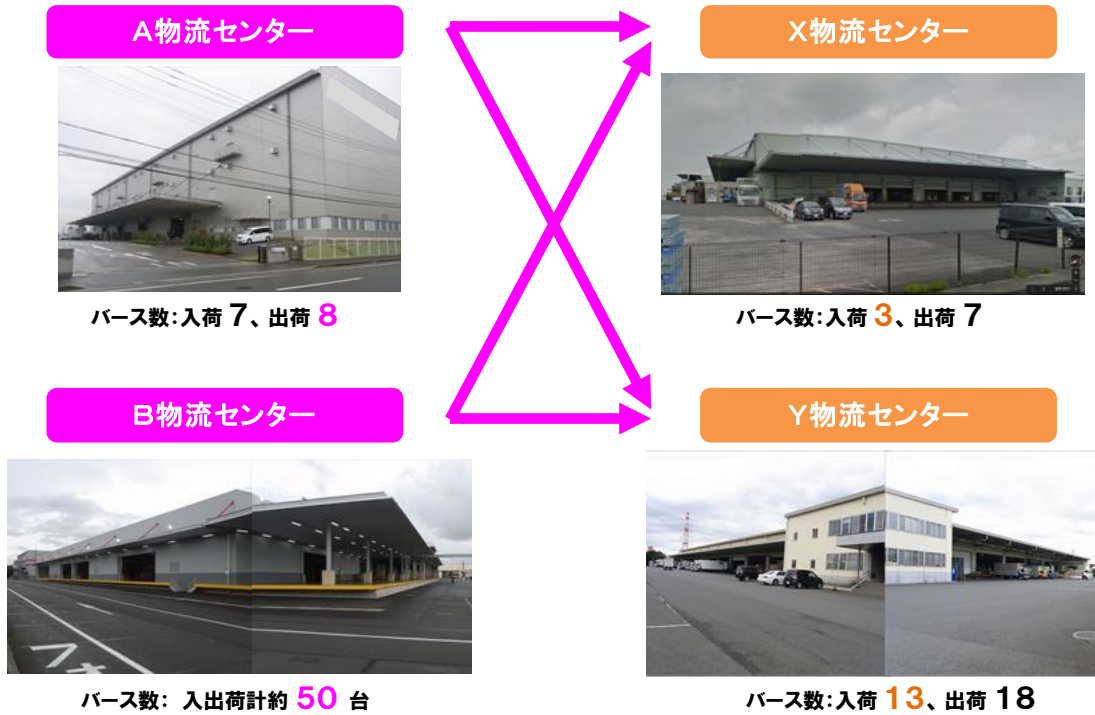 A物流センター
X物流センター
バース数:入荷 7、出荷 8
バース数:入荷 3、出荷 7
B物流センター
Y物流センター
バース数: 入出荷計約 50 台
バース数:入荷 13、出荷 18